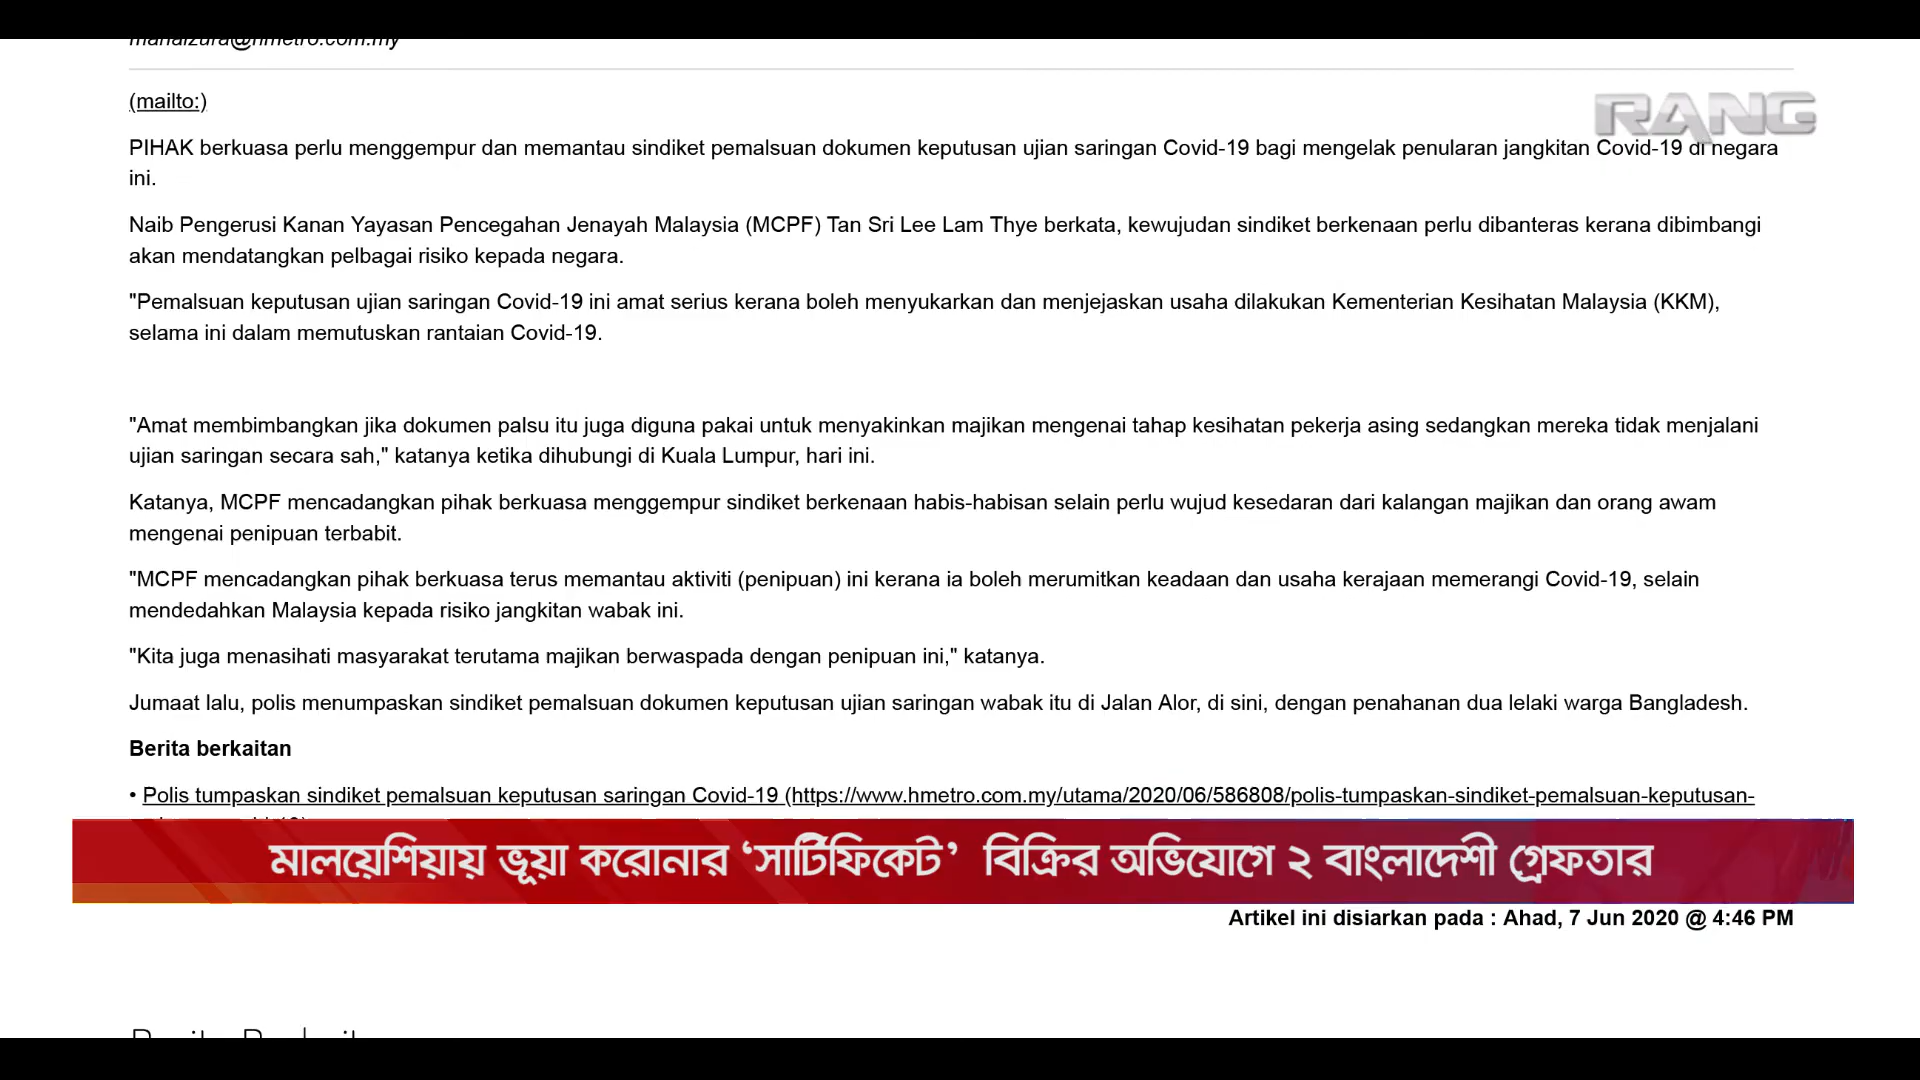 mahaizura@hmetro.com.my
(mailto:)
RANG
PIHAK berkuasa perlu menggempur dan memantau sindiket pemalsuan dokumen keputusan ujian saringan Covid-19 bagi mengelak penularan jangkitan Covid-19 di negara
ini.
Naib Pengerusi Kanan Yayasan Pencegahan Jenayah Malaysia (MCPF) Tan Sri Lee Lam Thye berkata, kewujudan sindiket berkenaan perlu dibanteras kerana dibimbangi
akan mendatangkan pelbagai risiko kepada negara.
"Pemalsuan keputusan ujian saringan Covid-19 ini amat serius kerana boleh menyukarkan dan menjejaskan usaha dilakukan Kementerian Kesihatan Malaysia (KKM),
selama ini dalam memutuskan rantaian Covid-19.
"Amat membimbangkan jika dokumen palsu itu juga diguna pakai untuk menyakinkan majikan mengenai tahap kesihatan pekerja asing sedangkan mereka tidak menjalani
ujian saringan secara sah," katanya ketika dihubungi di Kuala Lumpur, hari ini.
Katanya, MCPF mencadangkan pihak berkuasa menggempur sindiket berkenaan habis-habisan selain perlu wujud kesedaran dari kalangan majikan dan orang awam
mengenai penipuan terbabit.
"MCPF mencadangkan pihak berkuasa terus memantau aktiviti (penipuan) ini kerana ia boleh merumitkan keadaan dan usaha kerajaan memerangi Covid-19, selain
mendedahkan Malaysia kepada risiko jangkitan wabak ini.
"Kita juga menasihati masyarakat terutama majikan berwaspada dengan penipuan ini," katanya.
Jumaat lalu, polis menumpaskan sindiket pemalsuan dokumen keputusan ujian saringan wabak itu di Jalan Alor, di sini, dengan penahanan dua lelaki warga Bangladesh.
Berita berkaitan
• Polis tumpaskan sindiket pemalsuan keputusan saringan Covid-19 (https://www.hmetro.com.my/utama/2020/06/586808/polis-tumpaskan-sindiket-pemalsuan-keputusan-
মালয়েশিয়ায় ভূয়া করোনার ‘সার্টিফিকেট’ বিক্রির অভিযোগে ২ বাংলাদেশী গ্রেফতার
Artikel ini disiarkan pada : Ahad, 7 Jun 2020 @ 4:46 PM